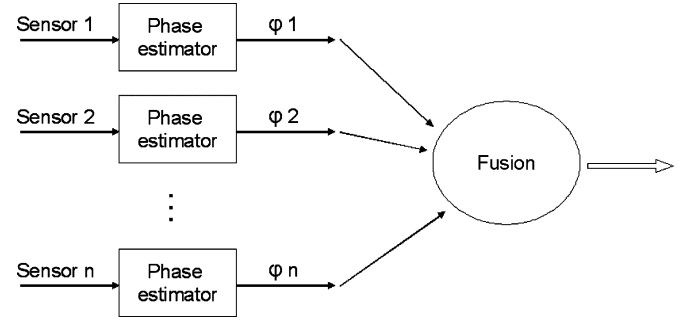 Sensor 1
Phase
estimator
φ 1
Sensor 2
Phase
estimator
φ 2
Fusion
Sensor n
Phase
estimator
φ n